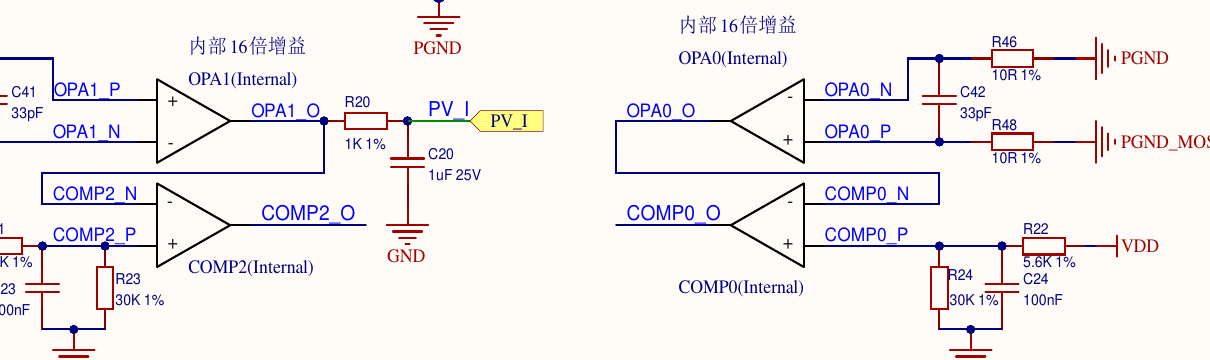 PGND
内部16倍增益
OPA1(Internal)
C41
33pF
OPA1_P
+
OPA1_N
-
OPA1_O
R20
1K 1%
PV_I
PV_I
C20
1uF 25V
GND
COMP2_N
-
COMP2_P
+
COMP2_O
COMP2(Internal)
1
K 1%
23
00nF
R23
30K 1%
内部16倍增益
OPA0(Internal)
OPA0_O
-
OPA0_N
+
OPA0_P
R46
10R 1%
PGND
C42
33pF
R48
10R 1%
PGND_MOS
COMP0_O
-
COMP0_N
+
COMP0_P
COMP0(Internal)
R22
5.6K 1%
VDD
R24
30K 1%
C24
100nF